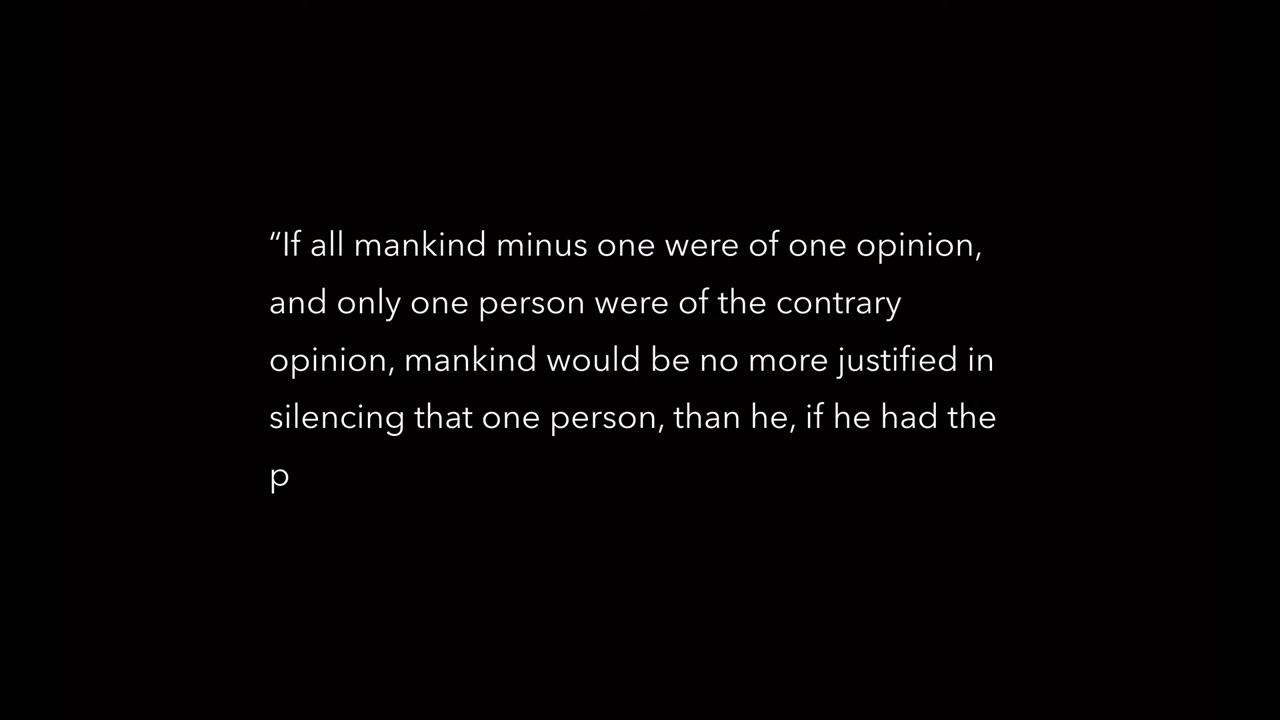 “If all mankind minus one were of one opinion,
and only one person were of the contrary
opinion, mankind would be no more justified in
silencing that one person, than he, if he had the
p